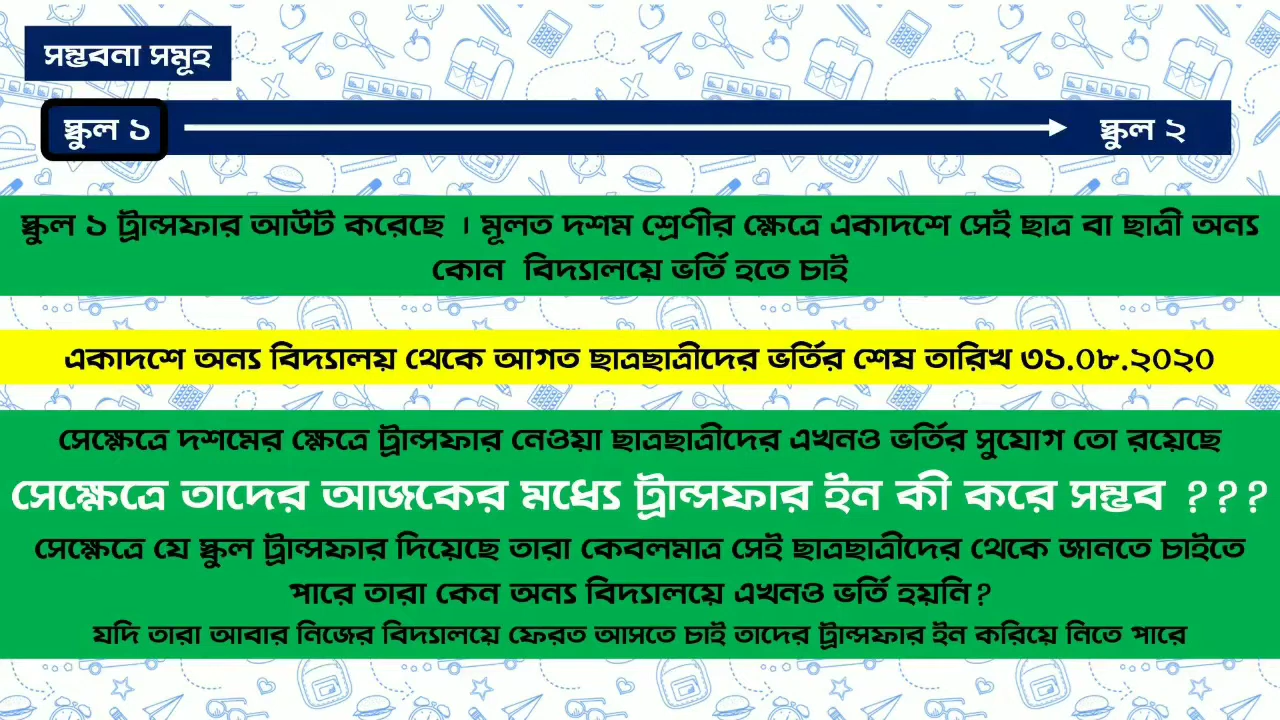 সম্ভবনা সমূহ
স্কুল ১
স্কুল ২
স্কুল ১ ট্রান্সফার আউট করেছে । মূলত দশম শ্রেণীর ক্ষেত্রে একাদশে সেই ছাত্র বা ছাত্রী অন্য
কোন বিদ্যালয়ে ভর্তি হতে চাই
একাদশে অন্য বিদ্যালয় থেকে আগত ছাত্রছাত্রীদের ভর্তির শেষ তারিখ ৩১.০৮.২০২০
সেক্ষেত্রে দশমের ক্ষেত্রে ট্রান্সফার নেওয়া ছাত্রছাত্রীদের এখনও ভর্তির সুযোগ তো রয়েছে
সেক্ষেত্রে তাদের আজকের মধ্যে ট্রান্সফার ইন কী করে সম্ভব ???
সেক্ষেত্রে যে স্কুল ট্রান্সফার দিয়েছে তারা কেবলমাত্র সেই ছাত্রছাত্রীদের থেকে জানতে চাইতে
পারে তারা কেন অন্য বিদ্যালয়ে এখনও ভর্তি হয়নি?
যদি তারা আবার নিজের বিদ্যালয়ে ফেরত আসতে চাই তাদের ট্রান্সফার ইন করিয়ে নিতে পারে